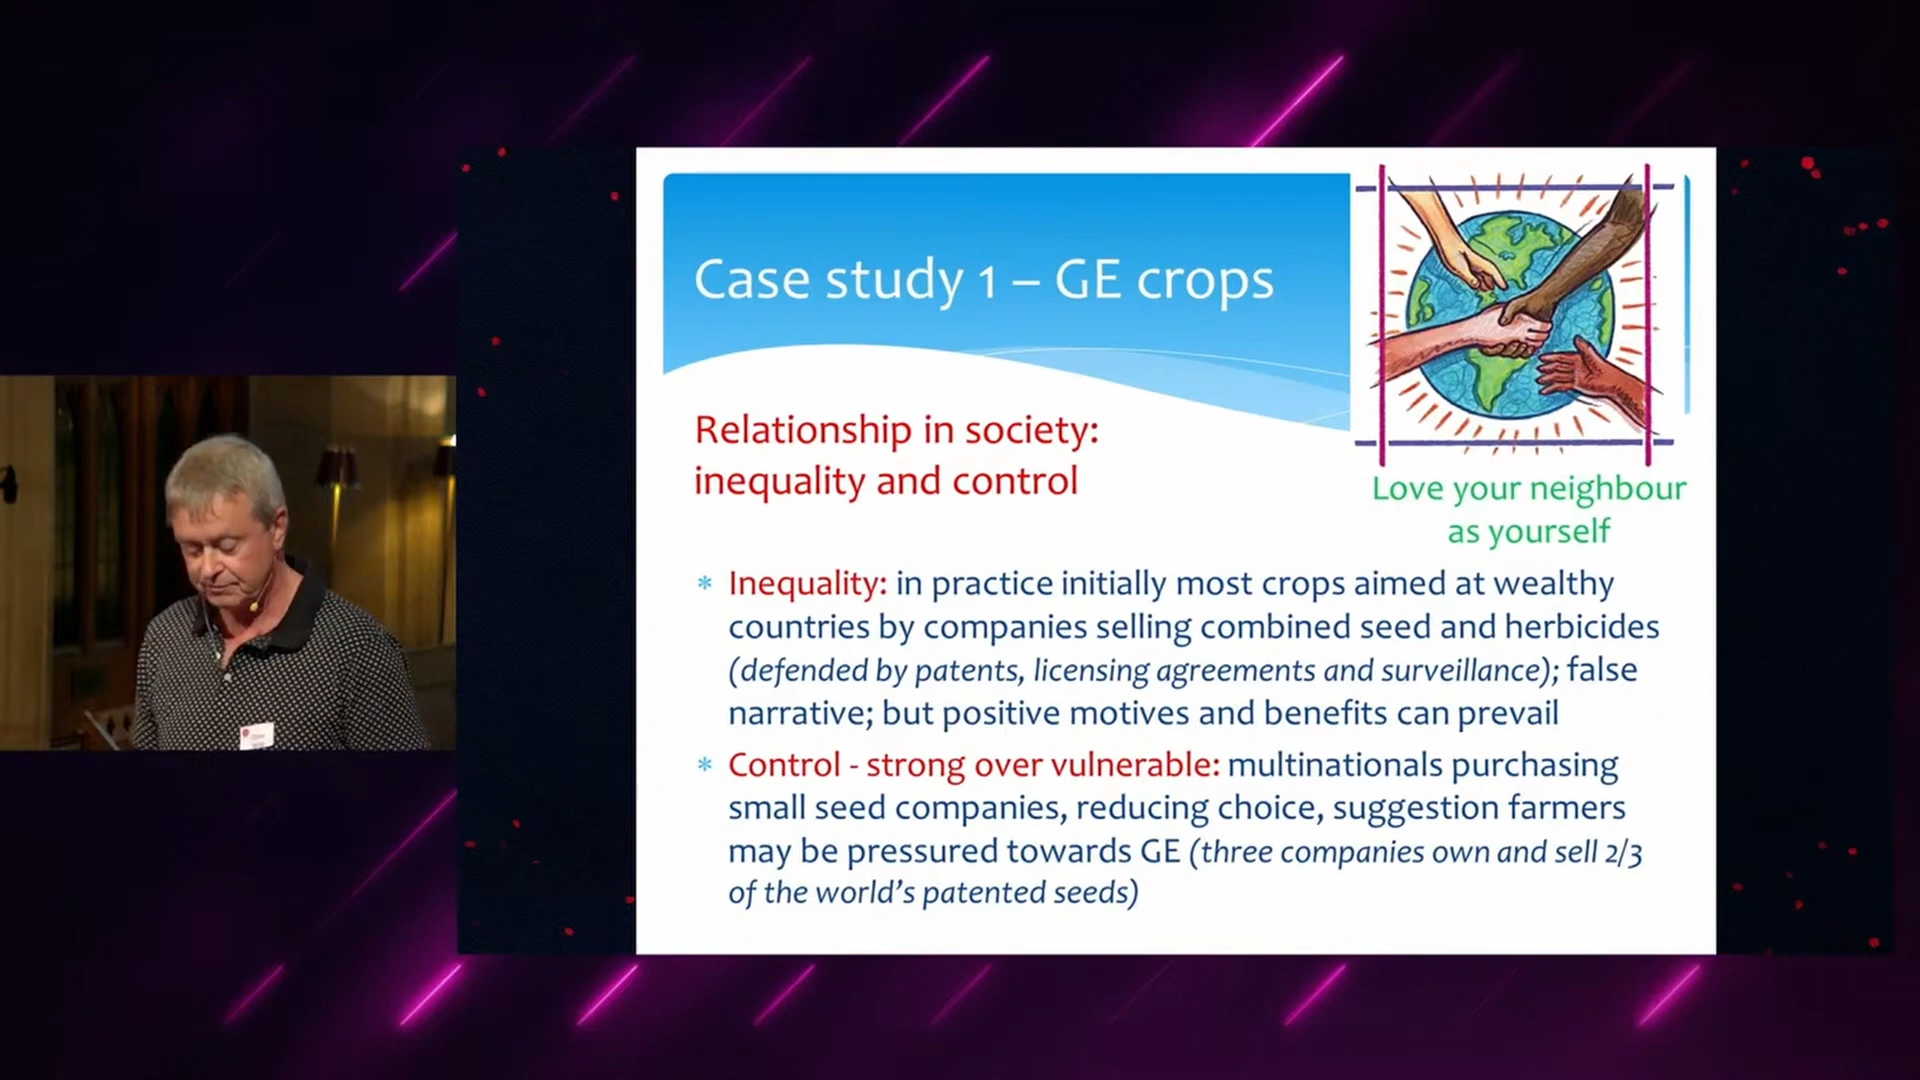 Case study 1 – GE crops
Relationship in society:
inequality and control
Love your neighbour
as yourself
* Inequality: in practice initially most crops aimed at wealthy
countries by companies selling combined seed and herbicides
(defended by patents, licensing agreements and surveillance); false
narrative; but positive motives and benefits can prevail
* Control - strong over vulnerable: multinationals purchasing
small seed companies, reducing choice, suggestion farmers
may be pressured towards GE (three companies own and sell 2/3
of the world's patented seeds)